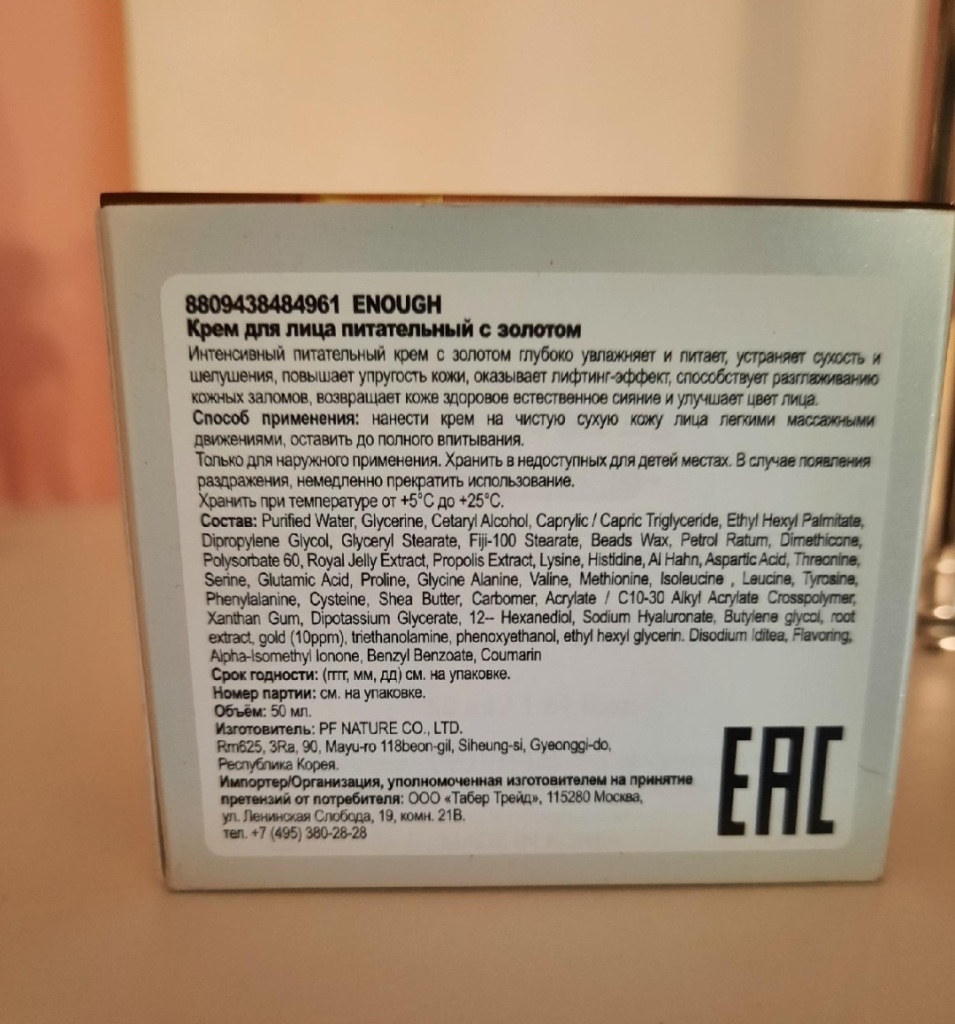 8809438484961 ENOUGH
Крем для лица питательный с золотом
Интенсивный питательный крем с золотом глубоко увлажняет и питает, устраняет сухость и
шелушения, повышает упругость кожи, оказывает лифтинг-эффект, способствует разглаживанию
кожных заломов, возвращает коже здоровое естественное сияние и улучшает цвет лица.
Способ применения: нанести крем на чистую сухую кожу лица легкими массажными
движениями, оставить до полного впитывания.
Только для наружного применения. Хранить в недоступных для детей местах. В случае появления
раздражения, немедленно прекратить использование.
Хранить при температуре от +5°C до +25°C.
Состав: Purified Water, Glycerine, Cetaryl Alcohol, Caprylic / Capric Triglyceride, Ethyl Hexyl Palmitate,
Dipropylene Glycol, Glyceryl Stearate, Fiji-100 Stearate, Beads Wax, Petrol Ratum, Dimethicone,
Polysorbate 60, Royal Jelly Extract, Propolis Extract, Lysine, Histidine, Al Hahn, Aspartic Acid, Threonine,
Serine, Glutamic Acid, Proline, Glycine Alanine, Valine, Methionine, Isoleucine , Leucine, Tyrosine,
Phenylalanine, Cysteine, Shea Butter, Carbomer, Acrylate / C10-30 Alkyl Acrylate Crosspolymer,
Xanthan Gum, Dipotassium Glycerate, 12-- Hexanediol, Sodium Hyaluronate, Butylene glycol, root
extract, gold (10ppm), triethanolamine, phenoxyethanol, ethyl hexyl glycerin. Disodium Iditea, Flavoring,
Alpha-Isomethyl Ionone, Benzyl Benzoate, Coumarin
Срок годности: (гггг, мм, дд) см. на упаковке.
Номер партии: см. на упаковке.
Объём: 50 мл.
Изготовитель: PF NATURE CO., LTD.
Rm625, 3Ra, 90, Mayu-ro 118beon-gil, Siheung-si, Gyeonggi-do,
Республика Корея.
Импортер/Организация, уполномоченная изготовителем на принятие
претензий от потребителя: ООО «Табер Трейд», 115280 Москва,
ул. Ленинская Слобода, 19, комн. 21В.
тел. +7 (495) 380-28-28
EAC